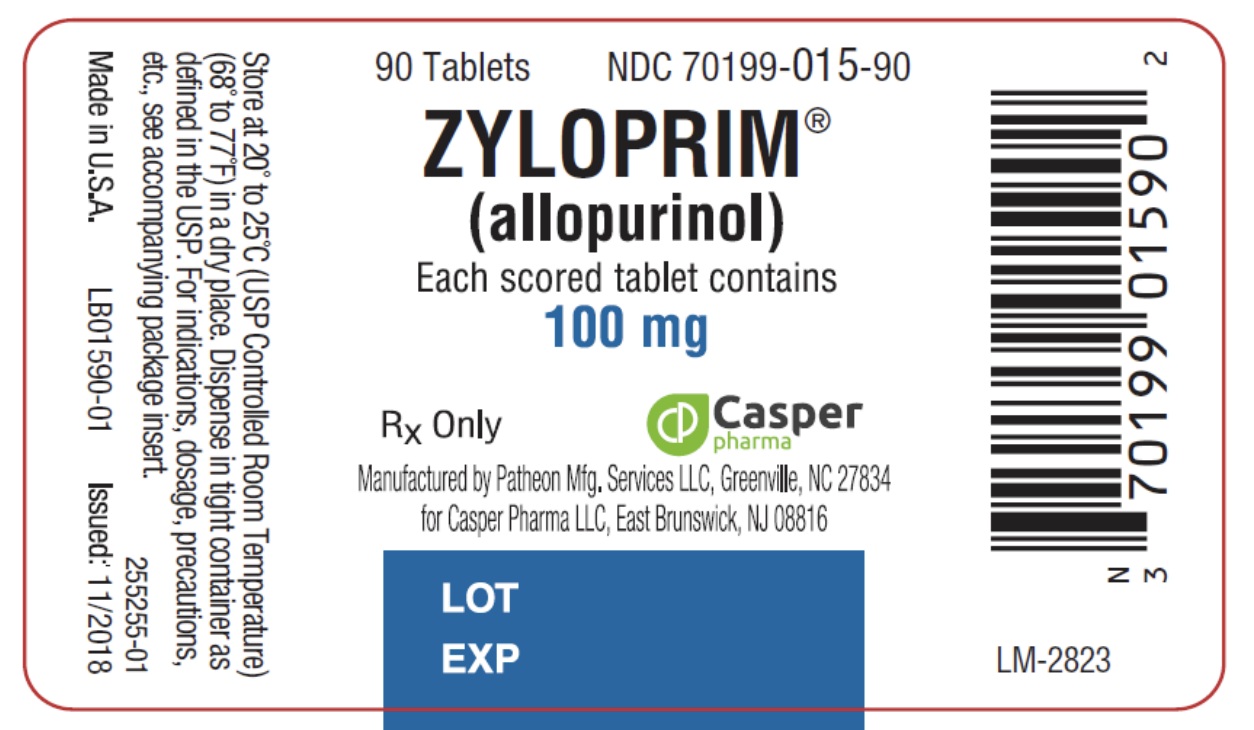 Store at 20° to 25°C (USP Controlled Room Temperature)
(68° to 77°F) in a dry place. Dispense in tight container as
defined in the USP. For indications, dosage, precautions,
etc., see accompanying package insert.
255255-01
Made in U.S.A. LB01590-01 Issued: 11/2018
90 Tablets NDC 70199-015-90
ZYLOPRIM®
(allopurinol)
Each scored tablet contains
100 mg
Rx Only
Casper
pharma
Manufactured by Patheon Mfg. Services LLC, Greenville, NC 27834
for Casper Pharma LLC, East Brunswick, NJ 08816
LOT
EXP
N
3 70199 01590 2
LM-2823